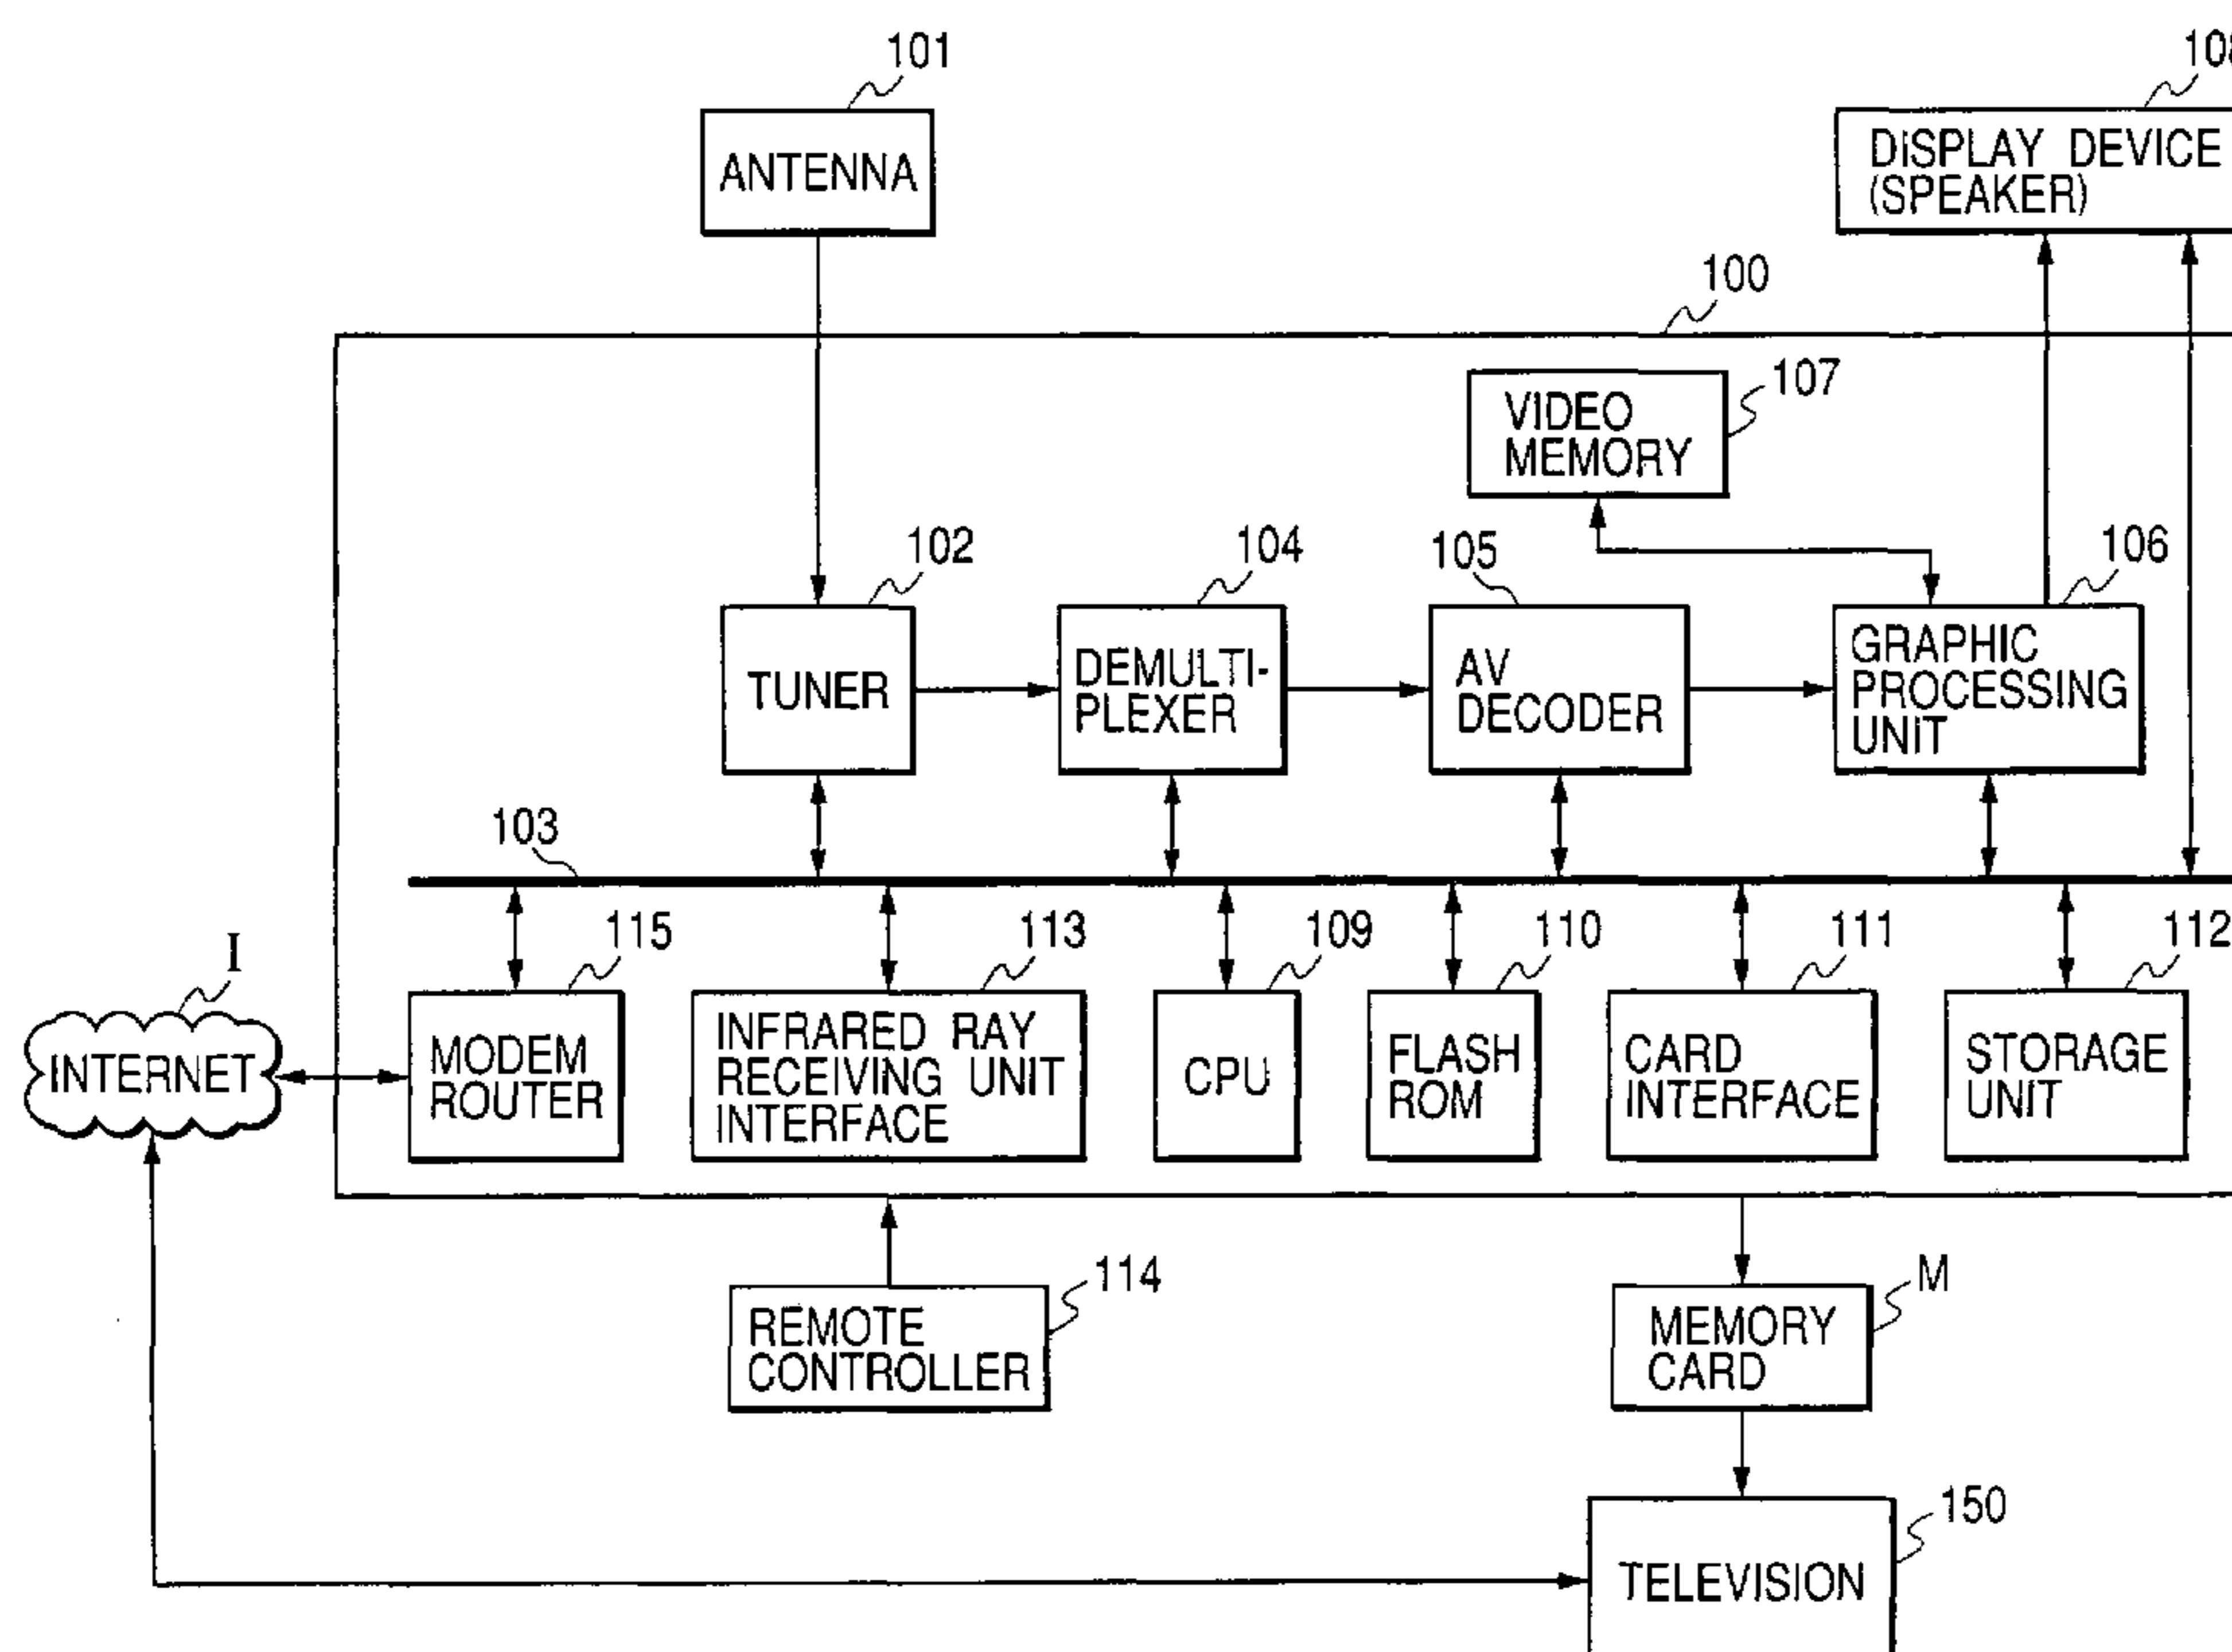 101
108
ANTENNA
DISPLAY DEVICE
(SPEAKER)
100
107
VIDEO
MEMORY
102
104
105
106
TUNER
DEMULTI-
PLEXER
AV
DECODER
GRAPHIC
PROCESSING
UNIT
103
I
115
113
109
110
111
112
INTERNET
MODEM
ROUTER
INFRARED RAY
RECEIVING UNIT
INTERFACE
CPU
FLASH
ROM
CARD
INTERFACE
STORAGE
UNIT
114
M
REMOTE
CONTROLLER
MEMORY
CARD
150
TELEVISION